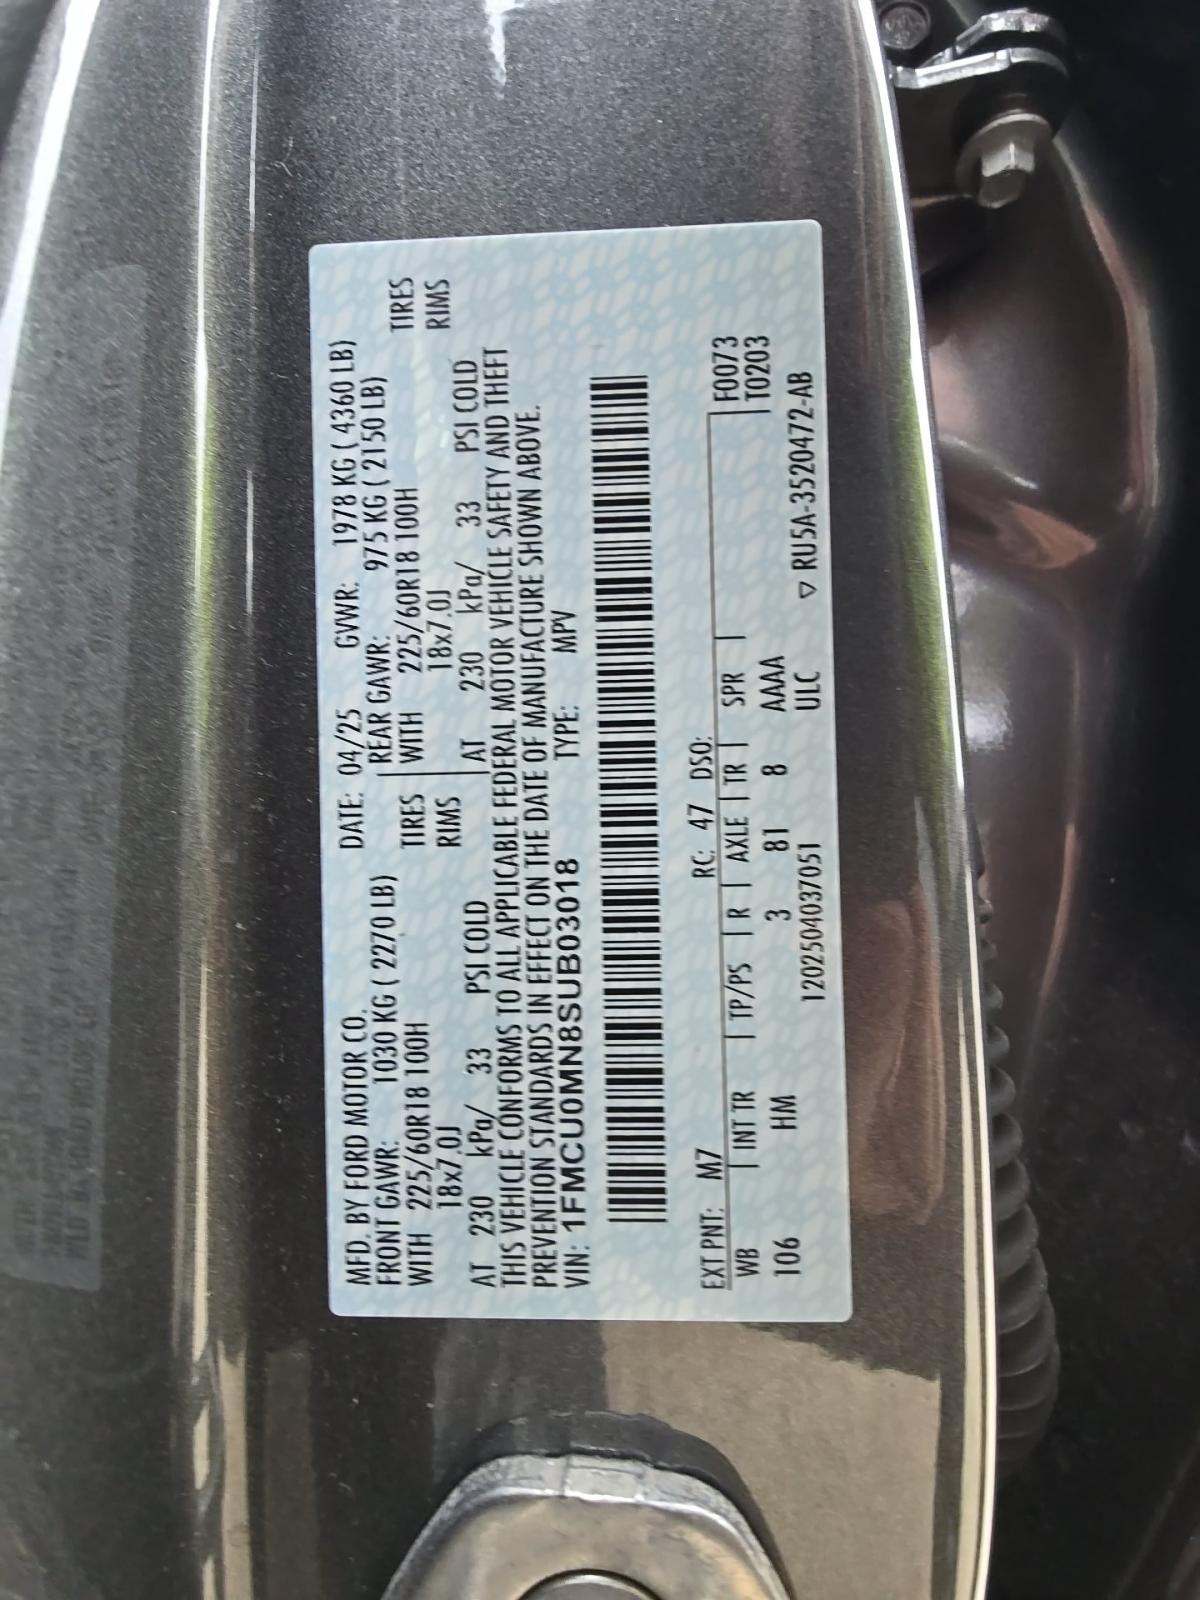 MFD. BY FORD MOTOR CO. DATE: 04/25 GVWR: 1978 KG ( 4360 LB)
FRONT GAWR: 1030 KG ( 2270 LB) REAR GAWR: 975 KG ( 2150 LB)
WITH 225/60R18 100H TIRES WITH 225/60R18 100H TIRES
18x7.0J RIMS 18x7.0J RIMS
AT 230 kPa/ 33 PSI COLD AT 230 kPa/ 33 PSI COLD
THIS VEHICLE CONFORMS TO ALL APPLICABLE FEDERAL MOTOR VEHICLE SAFETY AND THEFT
PREVENTION STANDARDS IN EFFECT ON THE DATE OF MANUFACTURE SHOWN ABOVE.
VIN: 1FMCU0MN8SUB03018 TYPE: MPV
EXT PNT: M7 RC: 47 DSO: F0073
WB INT TR TP/PS R AXLE TR SPR T0203
106 HM 3 81 8 AAAA
120250403​7051 ULC ▽ RU5A-3520472-AB